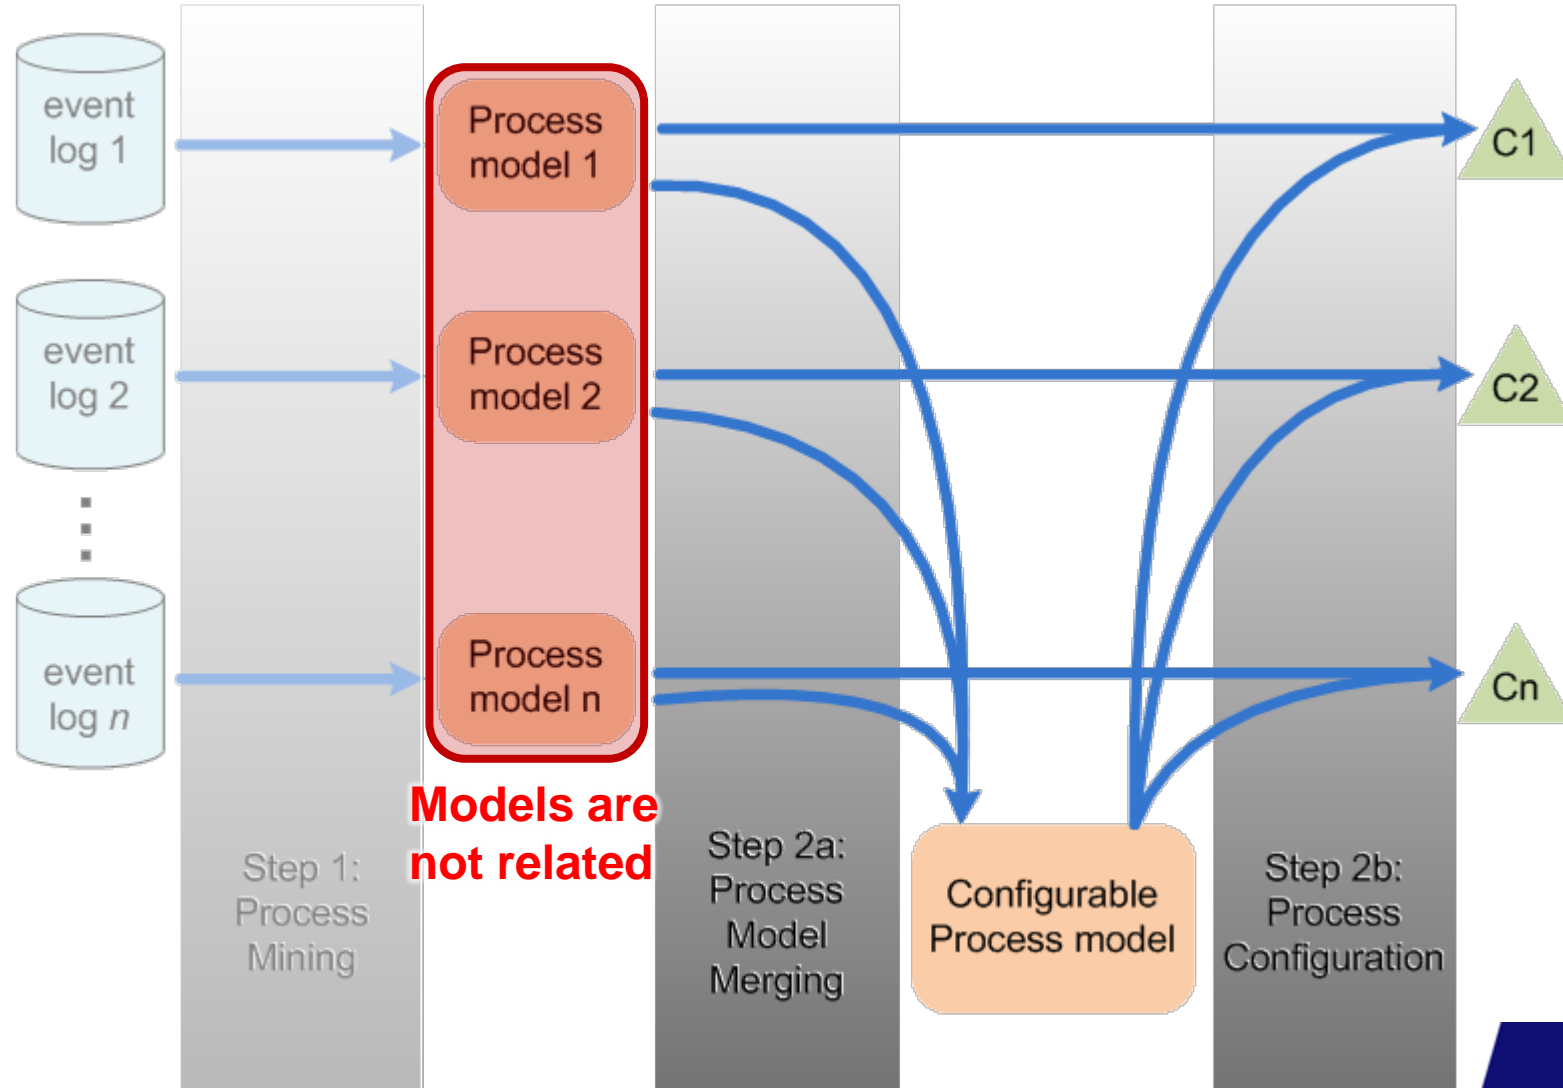 event
log 1
Process
model 1
C1
event
log 2
Process
model 2
C2
event
log n
Process
model n
Cn
Models are
not related
Step 1:
Process
Mining
Step 2a:
Process
Model
Merging
Configurable
Process model
Step 2b:
Process
Configuration